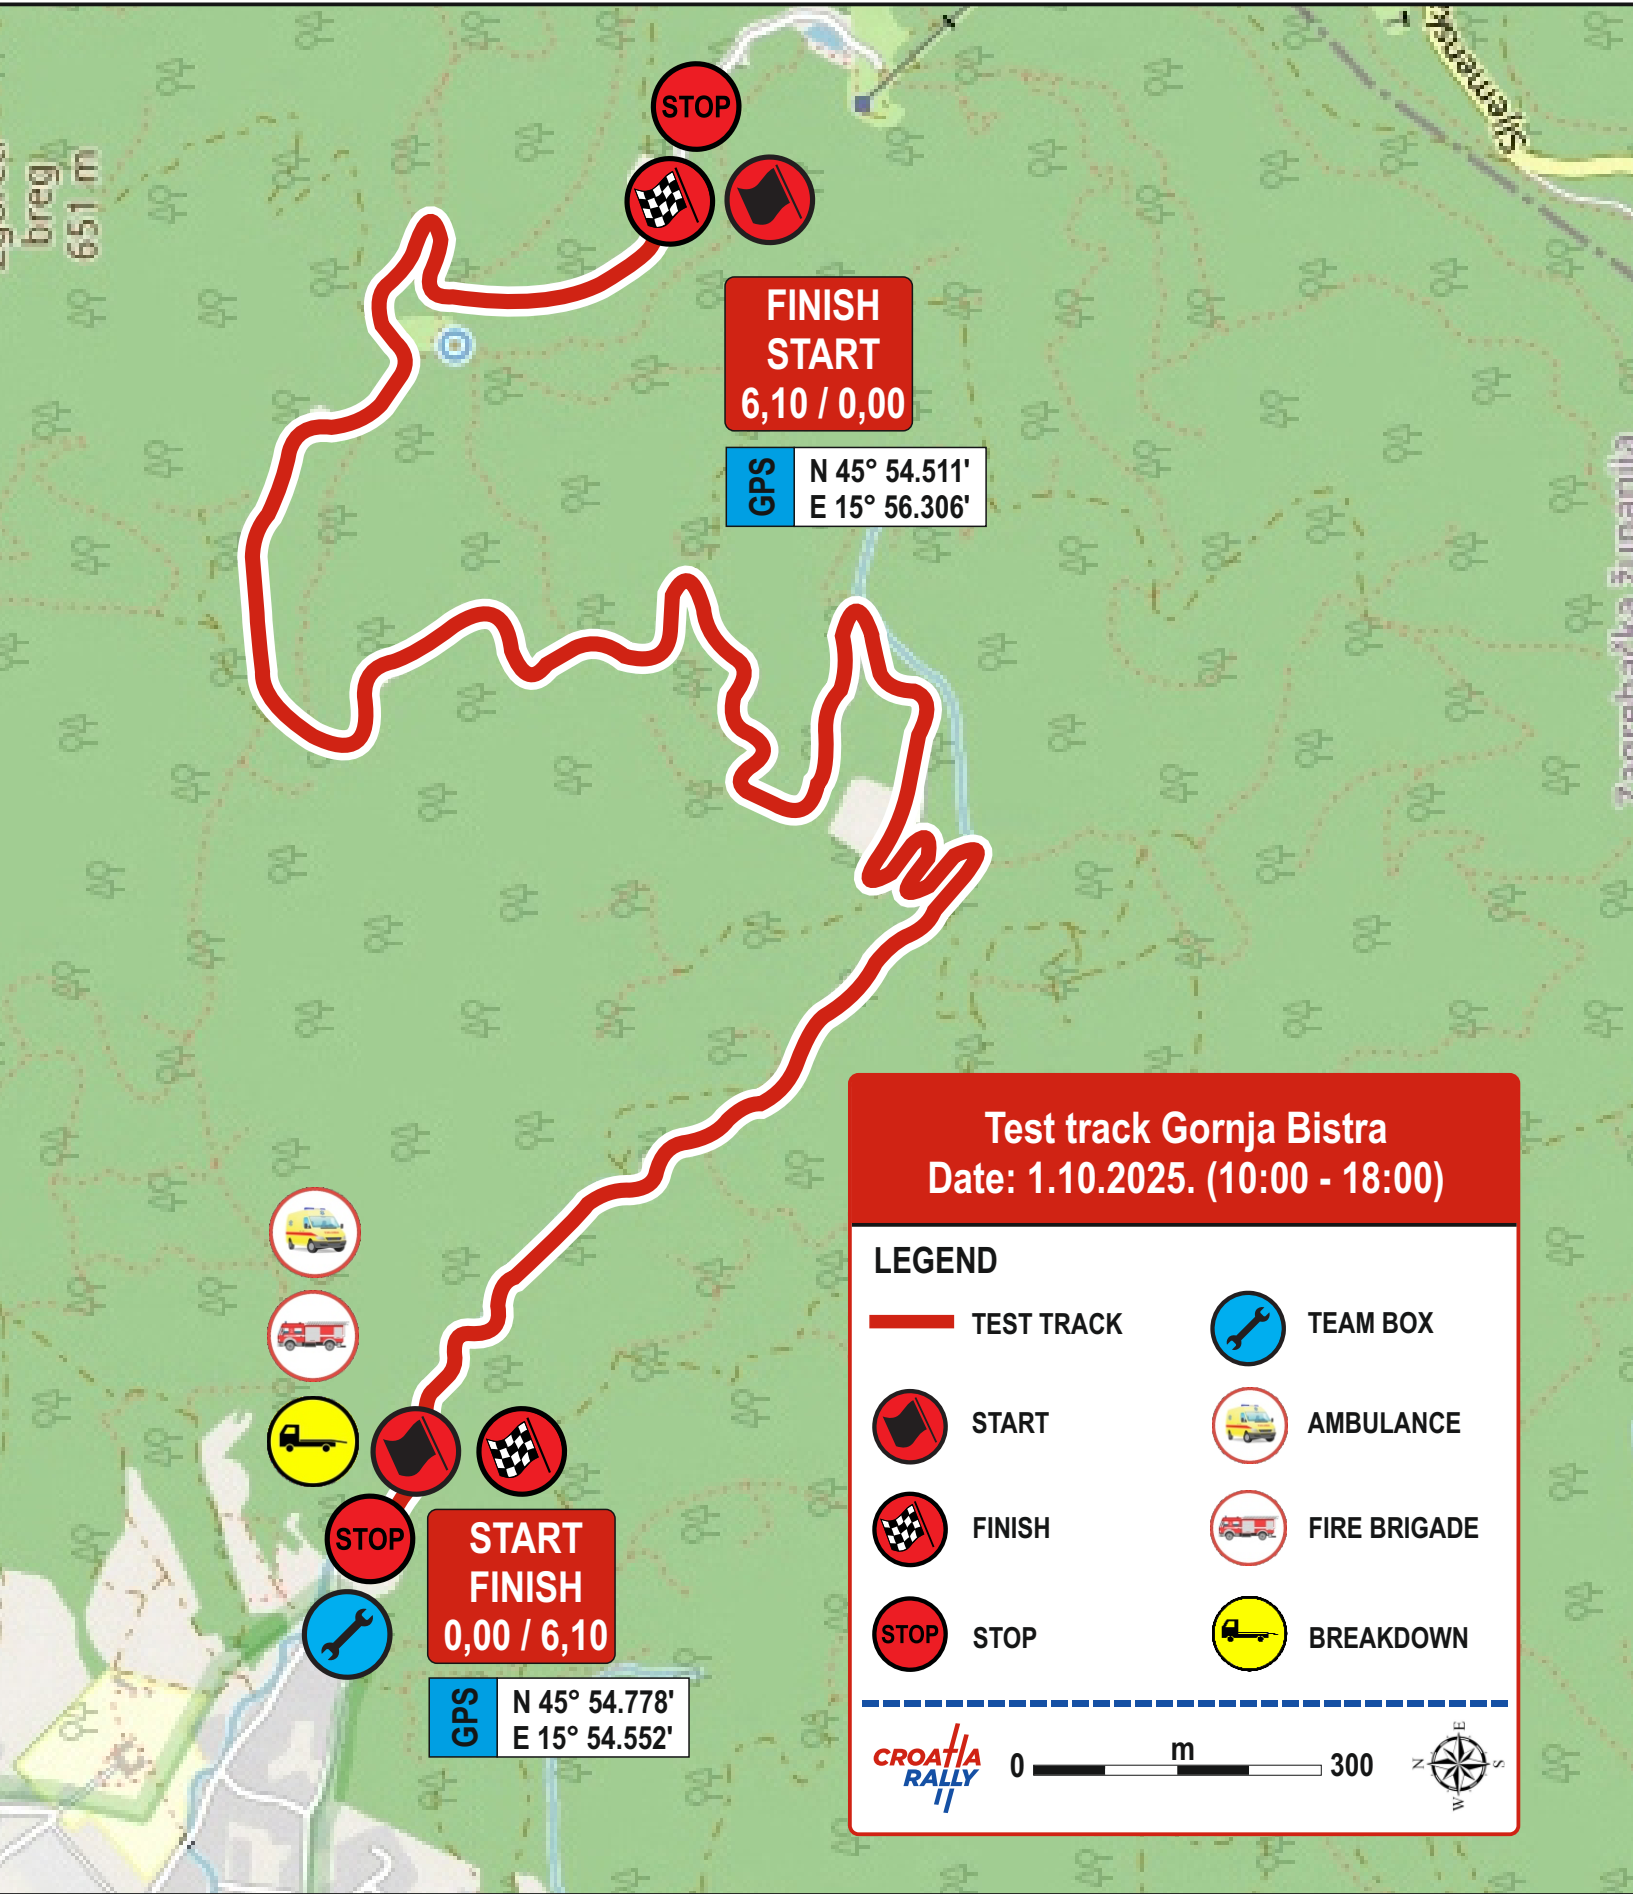 STOP
breg
651 m
Sljemenska
FINISH
START
6,10 / 0,00
GPS
N 45° 54.511'
E 15° 56.306'
Zagrebačka županija
Test track Gornja Bistra
Date: 1.10.2025. (10:00 - 18:00)
LEGEND
TEST TRACK
TEAM BOX
START
AMBULANCE
FINISH
FIRE BRIGADE
STOP
STOP
BREAKDOWN
CROATIA
RALLY
0
m
300
N
E
S
W
STOP
START
FINISH
0,00 / 6,10
GPS
N 45° 54.778'
E 15° 54.552'